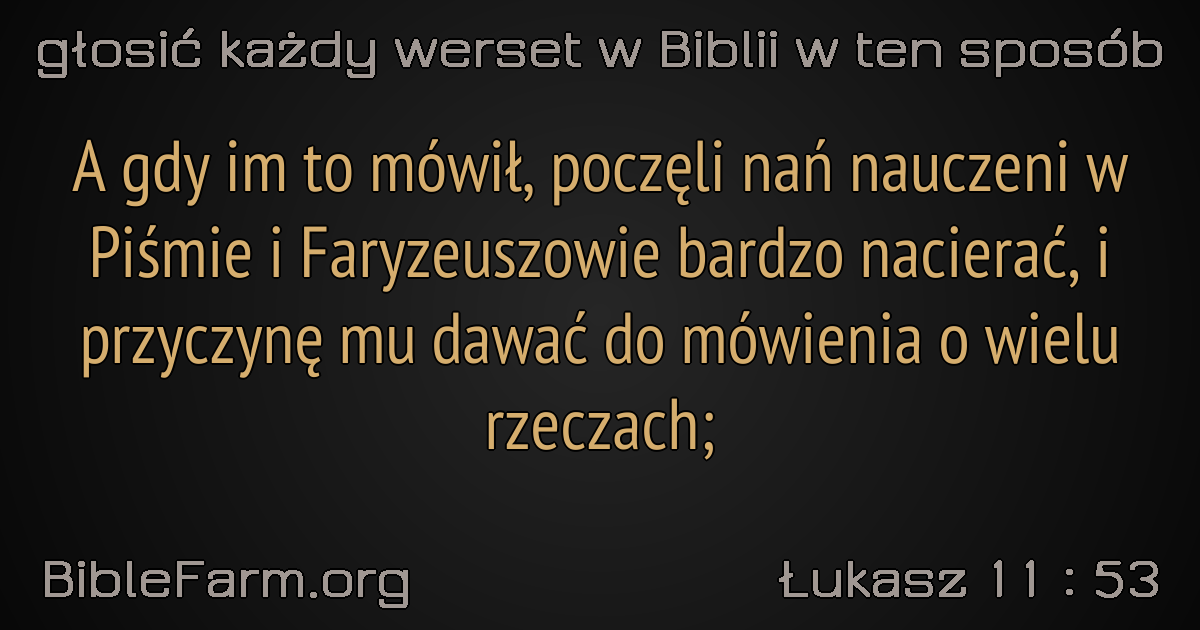 głosić każdy werset w Biblii w ten sposób
A gdy im to mówił, poczęli nań nauczeni w
Piśmie i Faryzeuszowie bardzo nacierać, i
przyczynę mu dawać do mówienia o wielu
rzeczach;
BibleFarm.org
Łukasz 11 : 53